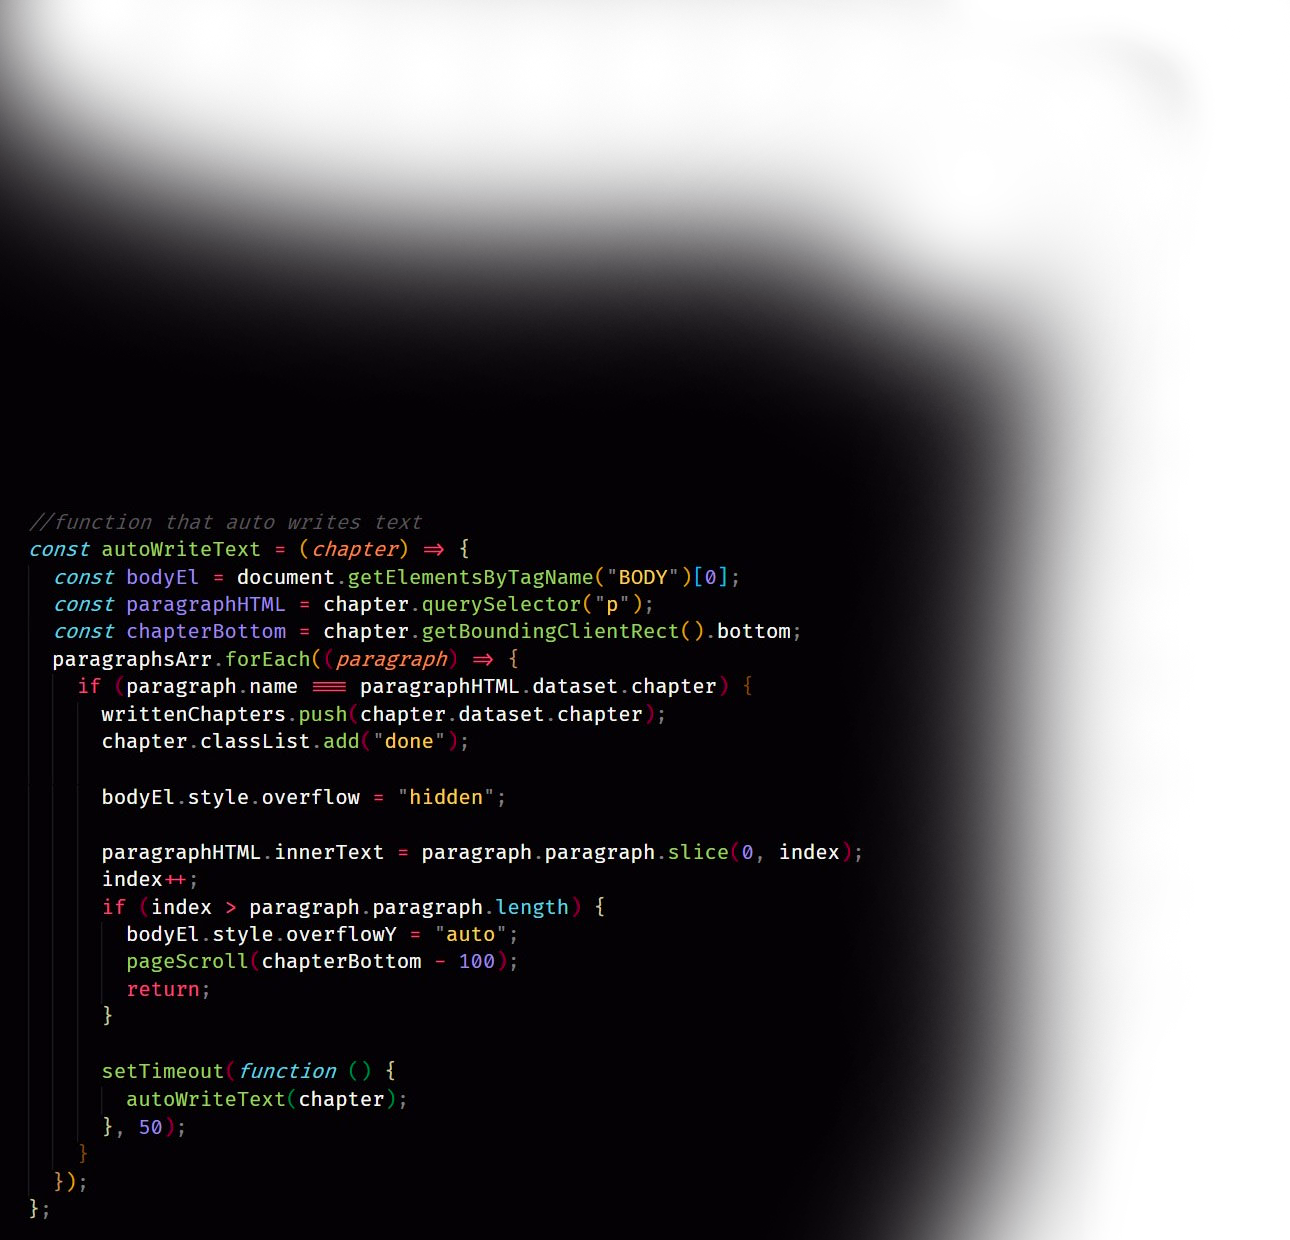 //function that auto writes text
const autoWriteText = (chapter) => {
const bodyEl = document.getElementsByTagName("BODY")[0];
const paragraphHTML = chapter.querySelector("p");
const chapterBottom = chapter.getBoundingClientRect().bottom;
paragraphsArr.forEach((paragraph) => {
if (paragraph.name === paragraphHTML.dataset.chapter) {
writtenChapters.push(chapter.dataset.chapter);
chapter.classList.add("done");
bodyEl.style.overflow = "hidden";
paragraphHTML.innerText = paragraph.paragraph.slice(0, index);
index++;
if (index > paragraph.paragraph.length) {
bodyEl.style.overflowY = "auto";
pageScroll(chapterBottom - 100);
return;
}
setTimeout(function () {
autoWriteText(chapter);
}, 50);
}
});
};